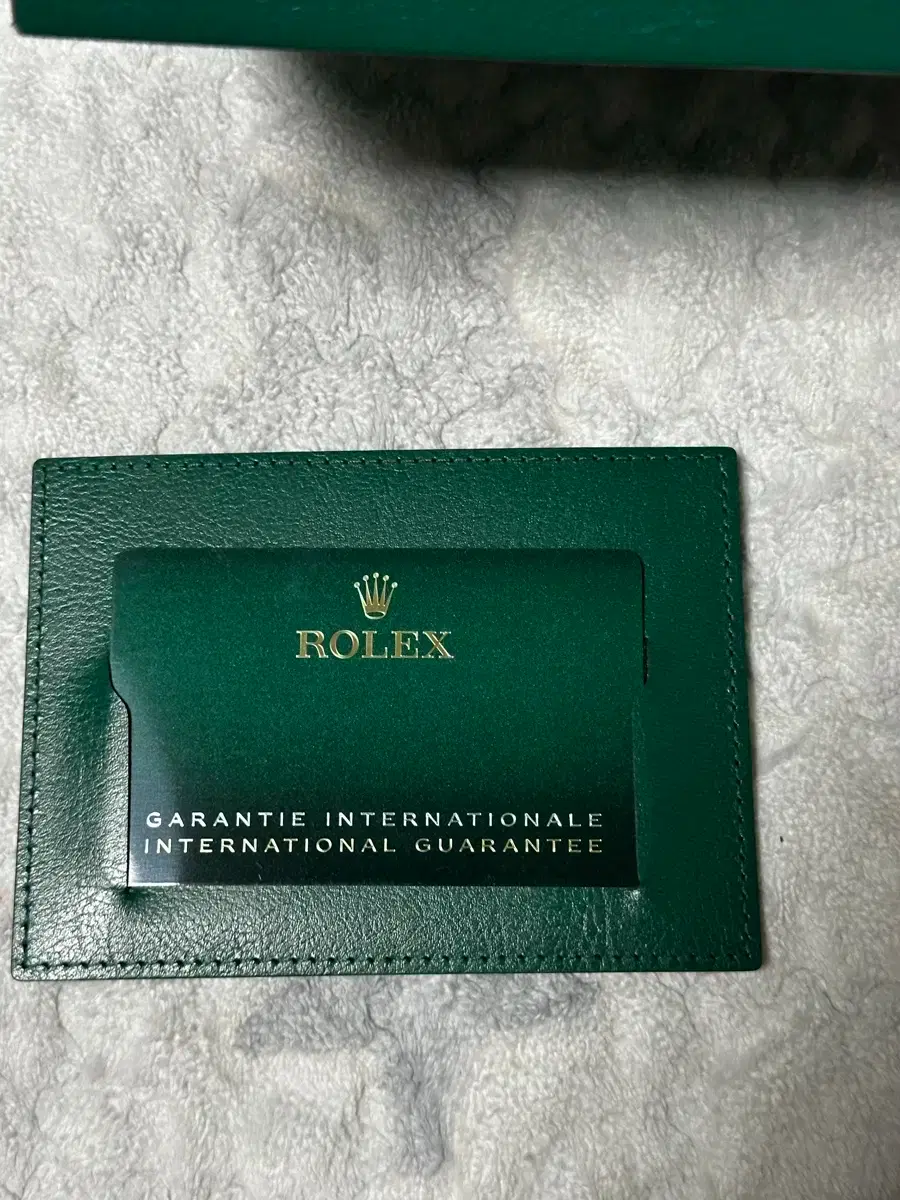 ROLEX
GARANTIE INTERNATIONALE
INTERNATIONAL GUARANTEE